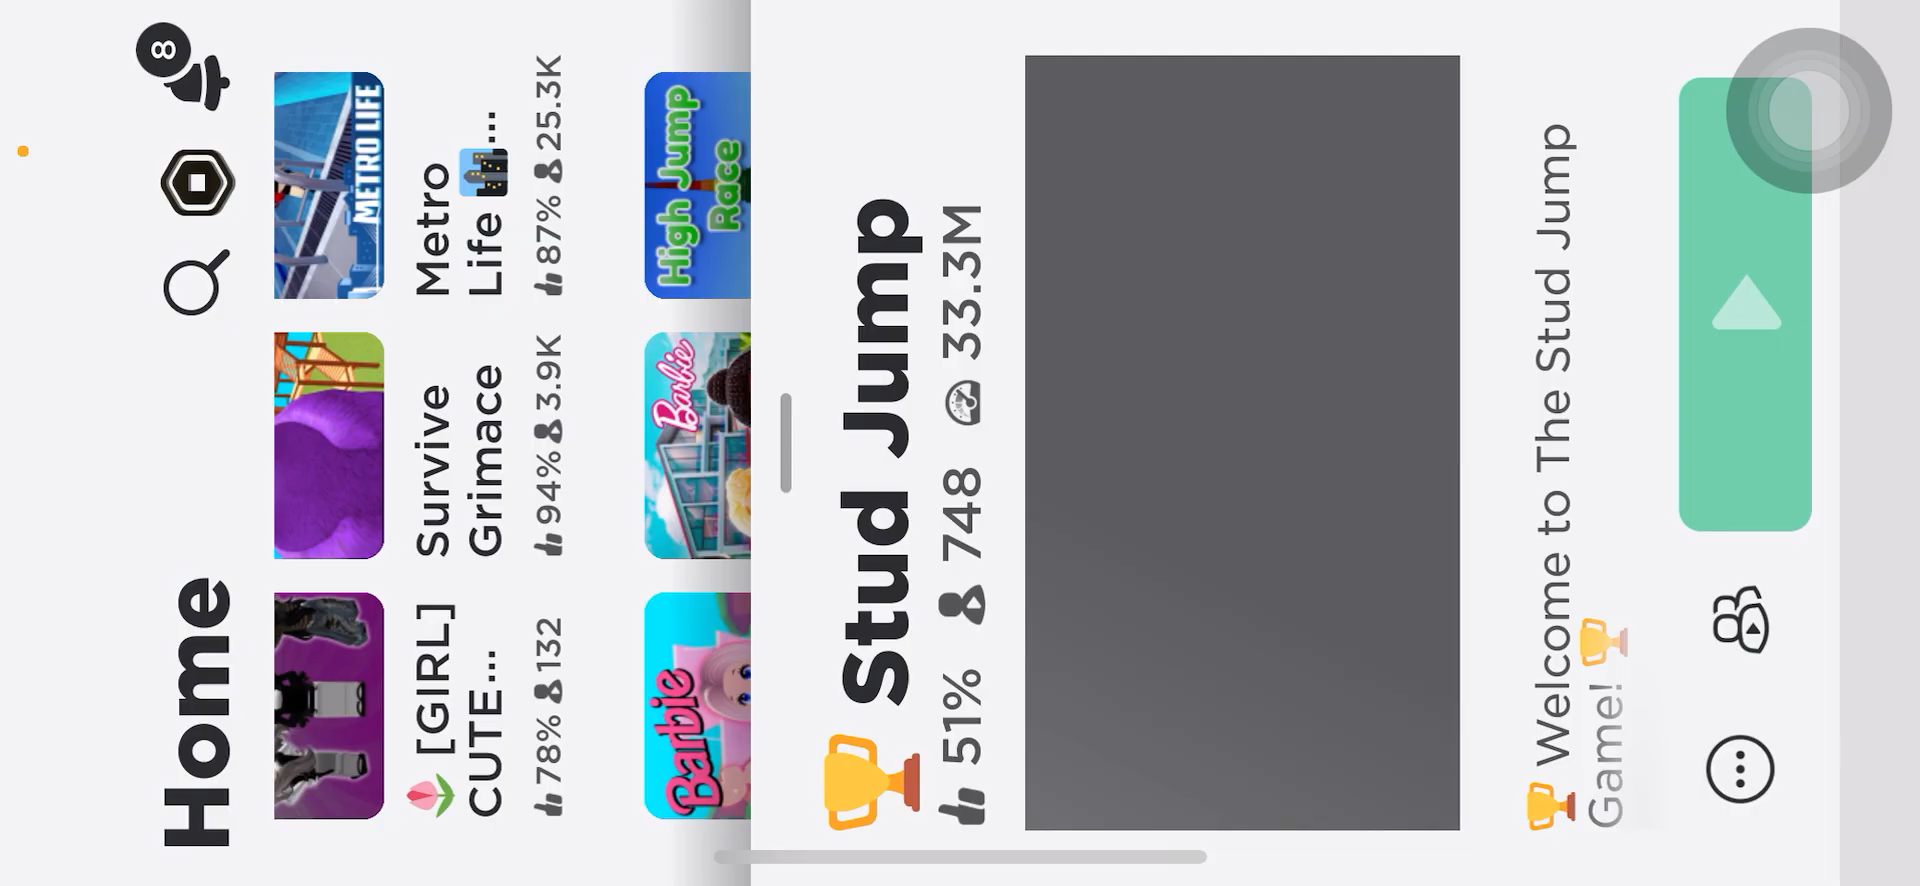 Home
8
METRO LIFE
🌷 [GIRL]
CUTE...
78% 132
Survive
Grimace
94% 3.9K
Metro
Life 🏙️...
87% 25.3K
Barbie
Barbie
High Jump
Race
🏆 Stud Jump
51% 748 33.3M
🏆 Welcome to The Stud Jump
Game! 🏆